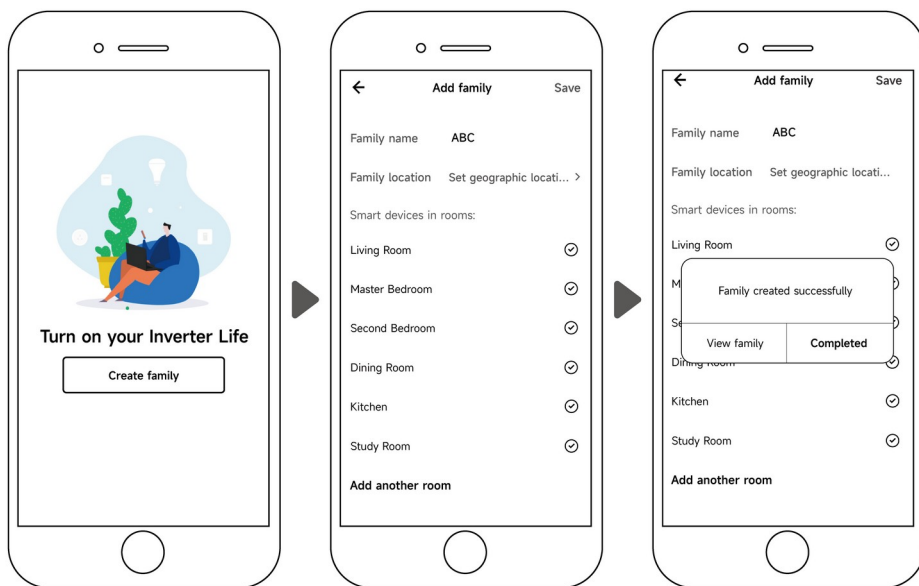 Turn on your Inverter Life
Create family
Add family
Save
Family name ABC
Family location Set geographic locati...
Smart devices in rooms:
Living Room
Master Bedroom
Second Bedroom
Dining Room
Kitchen
Study Room
Add another room
Add family
Save
Family name ABC
Family location Set geographic locati...
Smart devices in rooms:
Living Room
M
Family created successfully
Se
View family
Completed
Dining Room
Kitchen
Study Room
Add another room